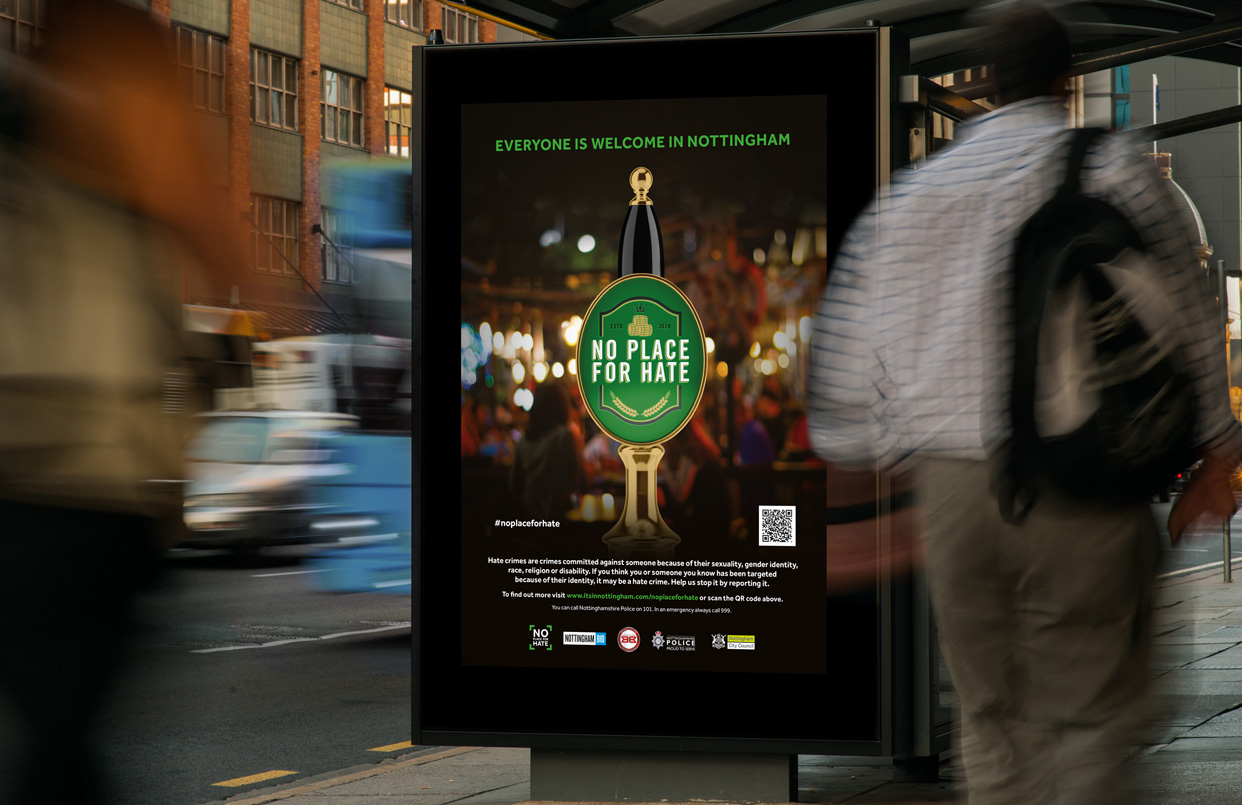 EVERYONE IS WELCOME IN NOTTINGHAM
ESTD 2019
NO PLACE
FOR HATE
#noplaceforhate
Hate crimes are crimes committed against someone because of their sexuality, gender identity,
race, religion or disability. If you think you or someone you know has been targeted
because of their identity, it may be a hate crime. Help us stop it by reporting it.
To find out more visit www.itsinnottingham.com/noplaceforhate or scan the QR code above.
You can call Nottinghamshire Police on 101. In an emergency always call 999.
NO
PLACE FOR
HATE
NOTTINGHAM BID
NOTTINGHAMSHIRE
POLICE
PROUD TO SERVE
Nottingham
City Council